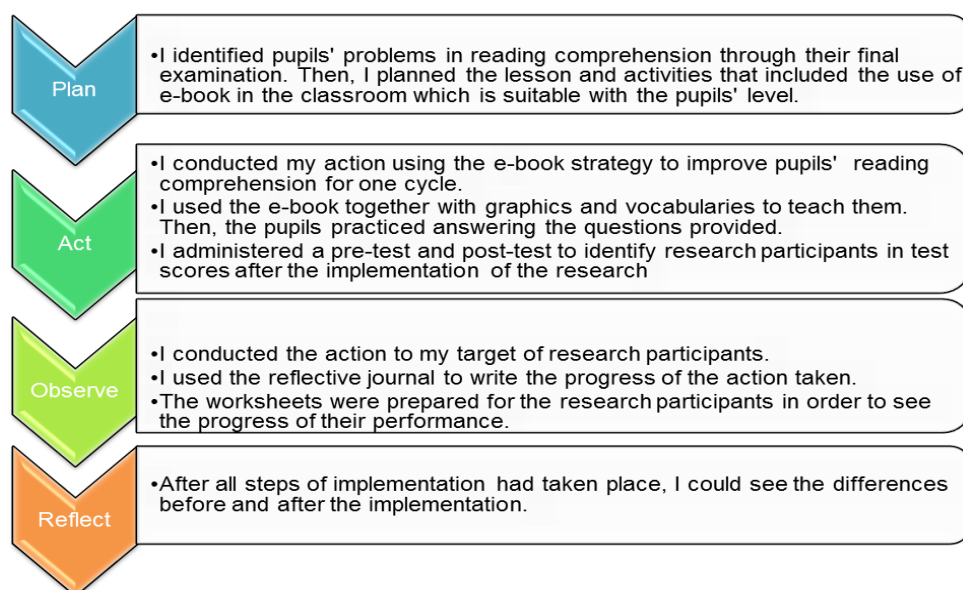 Plan
•I identified pupils' problems in reading comprehension through their final
examination. Then, I planned the lesson and activities that included the use of
e-book in the classroom which is suitable with the pupils' level.
Act
•I conducted my action using the e-book strategy to improve pupils' reading
comprehension for one cycle.
•I used the e-book together with graphics and vocabularies to teach them.
Then, the pupils practiced answering the questions provided.
•I administered a pre-test and post-test to identify research participants in test
scores after the implementation of the research
Observe
•I conducted the action to my target of research participants.
•I used the reflective journal to write the progress of the action taken.
•The worksheets were prepared for the research participants in order to see
the progress of their performance.
Reflect
•After all steps of implementation had taken place, I could see the differences
before and after the implementation.